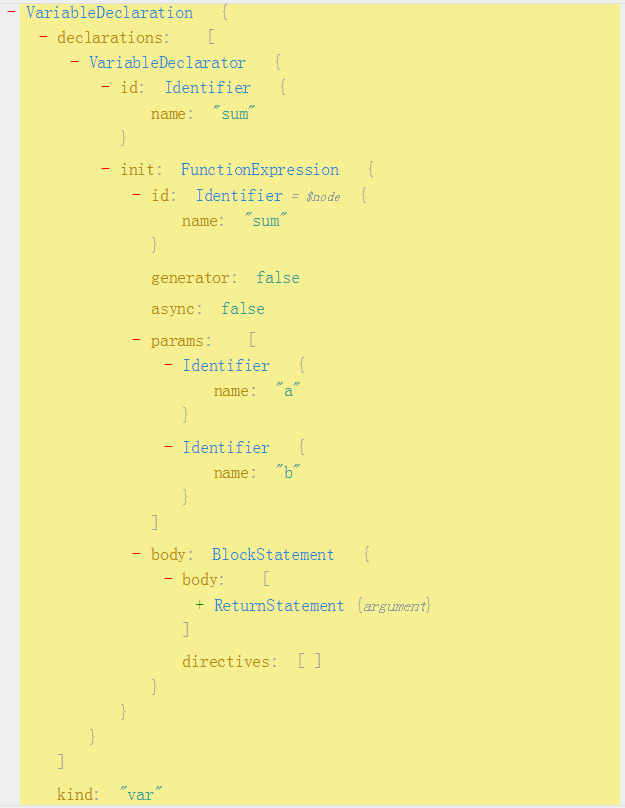 - VariableDeclaration {
- declarations: [
- VariableDeclarator {
- id: Identifier {
name: "sum"
}
- init: FunctionExpression {
- id: Identifier = $node {
name: "sum"
}
generator: false
async: false
- params: [
- Identifier {
name: "a"
}
- Identifier {
name: "b"
}
]
- body: BlockStatement {
- body: [
+ ReturnStatement {argument}
]
directives: [ ]
}
}
}
]
kind: "var"